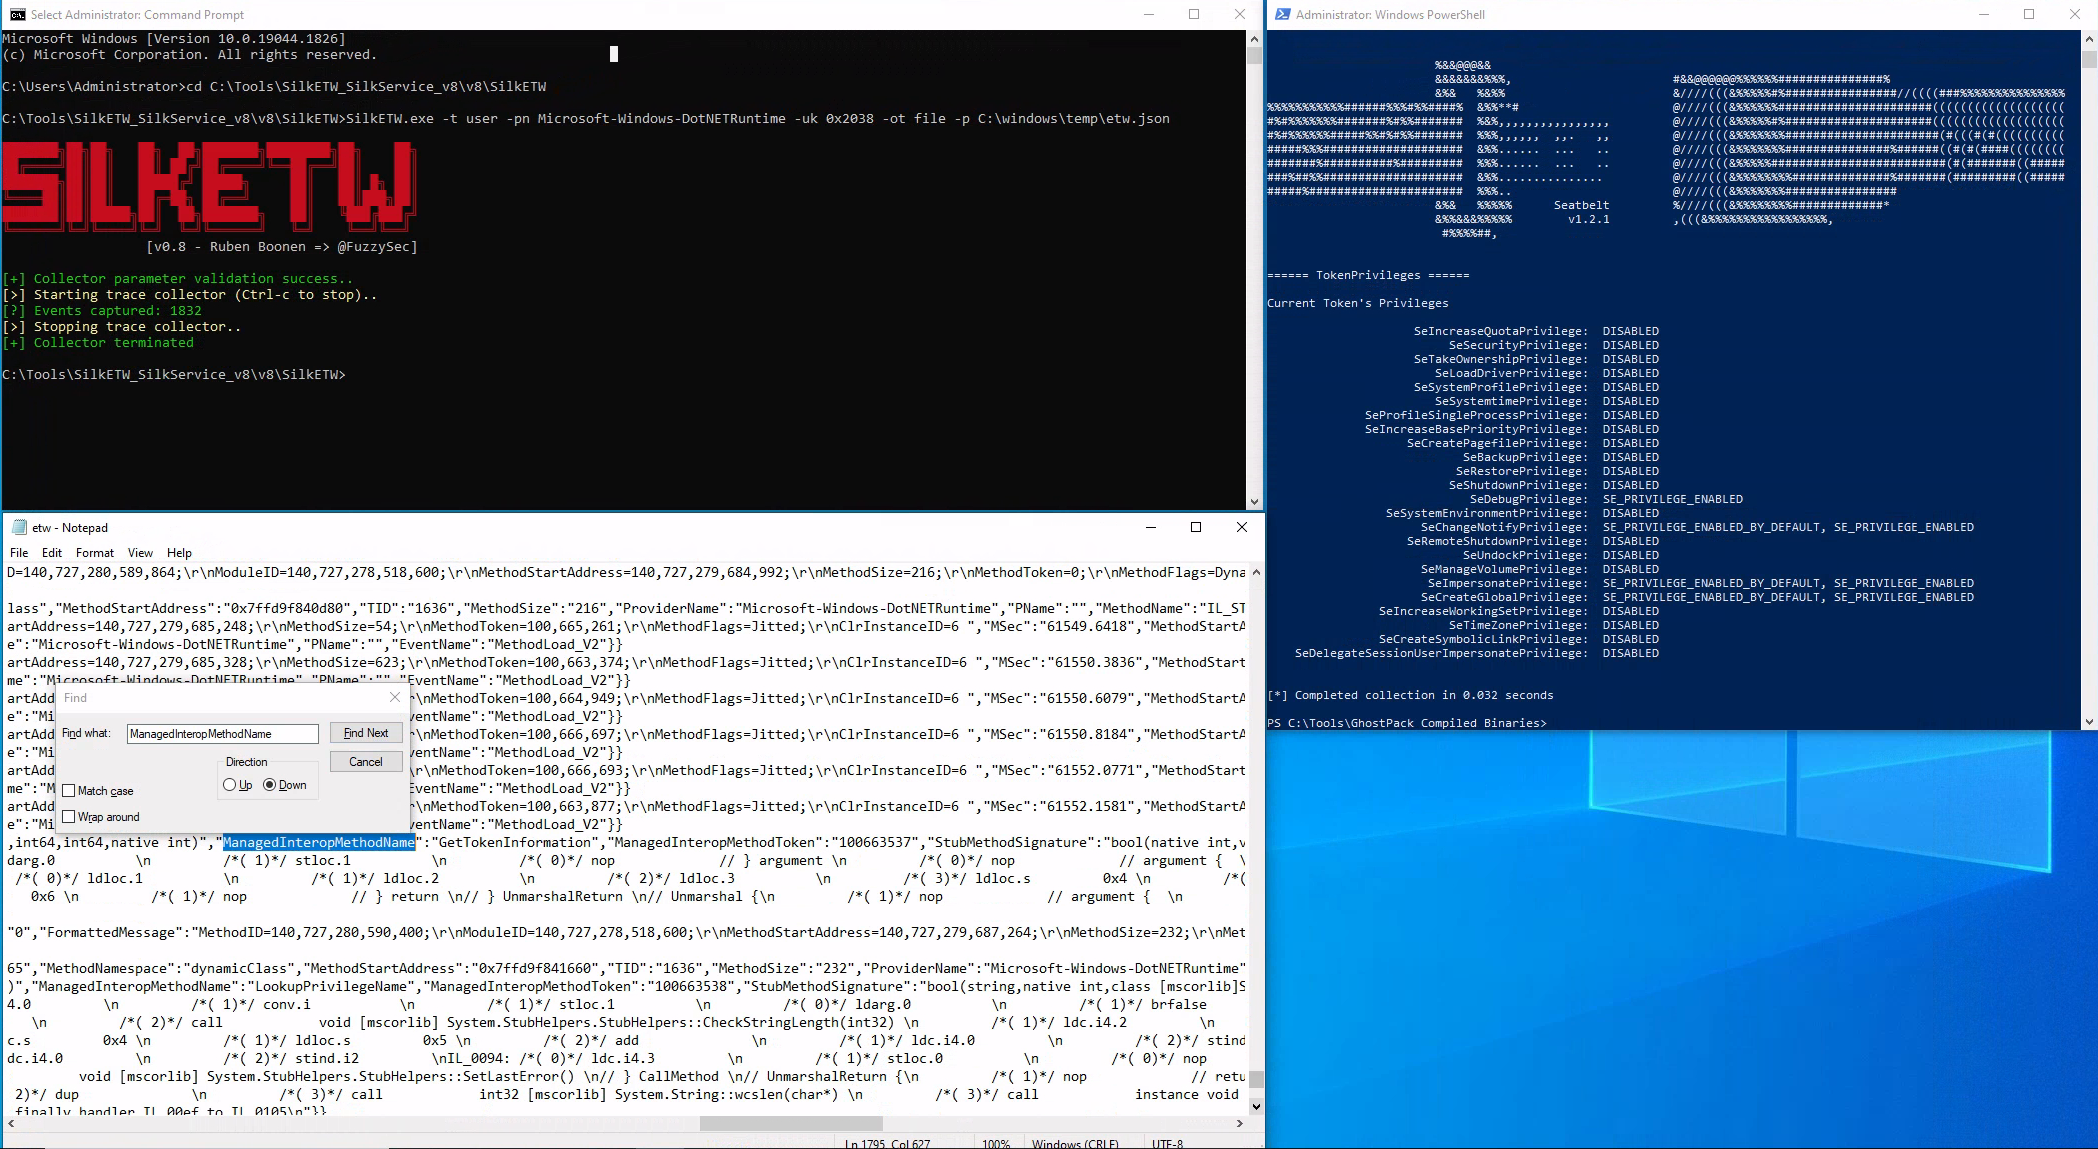 Select Administrator: Command Prompt
Microsoft Windows [Version 10.0.19044.1826]
(c) Microsoft Corporation. All rights reserved.
C:\Users\Administrator>cd C:\Tools\SilkETW_SilkService_v8\v8\SilkETW
C:\Tools\SilkETW_SilkService_v8\v8\SilkETW>SilkETW.exe -t user -pn Microsoft-Windows-DotNETRuntime -uk 0x2038 -ot file -p C:\windows\temp\etw.json
SILKETW
[v0.8 - Ruben Boonen => @FuzzySec]
[+] Collector parameter validation success..
[>] Starting trace collector (Ctrl-c to stop)..
[?] Events captured: 1832
[>] Stopping trace collector..
[+] Collector terminated
C:\Tools\SilkETW_SilkService_v8\v8\SilkETW>
etw - Notepad
File Edit Format View Help
D=140,727,280,589,864;\r\nModuleID=140,727,278,518,600;\r\nMethodStartAddress=140,727,279,684,992;\r\nMethodSize=216;\r\nMethodToken=0;\r\nMethodFlags=Dyna
lass","MethodStartAddress":"0x7ffd9f840d80","TID":"1636","MethodSize":"216","ProviderName":"Microsoft-Windows-DotNETRuntime","PName":"","MethodName":"IL_ST
artAddress=140,727,279,685,248;\r\nMethodSize=54;\r\nMethodToken=100,665,261;\r\nMethodFlags=Jitted;\r\nClrInstanceID=6 ","MSec":"61549.6418","MethodStartA
e":"Microsoft-Windows-DotNETRuntime","PName":"","EventName":"MethodLoad_V2"}}
artAddress=140,727,279,685,328;\r\nMethodSize=623;\r\nMethodToken=100,663,374;\r\nMethodFlags=Jitted;\r\nClrInstanceID=6 ","MSec":"61550.3836","MethodStart
me":"Microsoft-Windows-DotNETRuntime","PName":"","EventName":"MethodLoad_V2"}}
artAdd \r\nMethodToken=100,664,949;\r\nMethodFlags=Jitted;\r\nClrInstanceID=6 ","MSec":"61550.6079","MethodStart
e":"Mi ventName":"MethodLoad_V2"}}
artAdd \r\nMethodToken=100,666,697;\r\nMethodFlags=Jitted;\r\nClrInstanceID=6 ","MSec":"61550.8184","MethodStart
me":"M ventName":"MethodLoad_V2"}}
artAdd \r\nMethodToken=100,666,693;\r\nMethodFlags=Jitted;\r\nClrInstanceID=6 ","MSec":"61552.0771","MethodStart
me":"M ventName":"MethodLoad_V2"}}
artAdd \r\nMethodToken=100,663,877;\r\nMethodFlags=Jitted;\r\nClrInstanceID=6 ","MSec":"61552.1581","MethodStart
e":"Mi ventName":"MethodLoad_V2"}}
,int64,int64,native int)","ManagedInteropMethodName":"GetTokenInformation","ManagedInteropMethodToken":"100663537","StubMethodSignature":"bool(native int,v
darg.0 \n /*( 1)*/ stloc.1 \n /*( 0)*/ nop // } argument \n /*( 0)*/ nop // argument { \
/*( 0)*/ ldloc.1 \n /*( 1)*/ ldloc.2 \n /*( 2)*/ ldloc.3 \n /*( 3)*/ ldloc.s 0x4 \n /*(
0x6 \n /*( 1)*/ nop // } return \n// } UnmarshalReturn \n// Unmarshal {\n /*( 1)*/ nop // argument { \n
"0","FormattedMessage":"MethodID=140,727,280,590,400;\r\nModuleID=140,727,278,518,600;\r\nMethodStartAddress=140,727,279,687,264;\r\nMethodSize=232;\r\nMet
65","MethodNamespace":"dynamicClass","MethodStartAddress":"0x7ffd9f841660","TID":"1636","MethodSize":"232","ProviderName":"Microsoft-Windows-DotNETRuntime"
)","ManagedInteropMethodName":"LookupPrivilegeName","ManagedInteropMethodToken":"100663538","StubMethodSignature":"bool(string,native int,class [mscorlib]S
4.0 \n /*( 1)*/ conv.i \n /*( 1)*/ stloc.1 \n /*( 0)*/ ldarg.0 \n /*( 1)*/ brfalse
\n /*( 2)*/ call void [mscorlib] System.StubHelpers.StubHelpers::CheckStringLength(int32) \n /*( 1)*/ ldc.i4.2 \n
c.s 0x4 \n /*( 1)*/ ldloc.s 0x5 \n /*( 2)*/ add \n /*( 1)*/ ldc.i4.0 \n /*( 2)*/ stind
dc.i4.0 \n /*( 2)*/ stind.i2 \nIL_0094: /*( 0)*/ ldc.i4.3 \n /*( 1)*/ stloc.0 \n /*( 0)*/ nop
void [mscorlib] System.StubHelpers.StubHelpers::SetLastError() \n// } CallMethod \n// UnmarshalReturn {\n /*( 1)*/ nop // retu
2)*/ dup \n /*( 3)*/ call int32 [mscorlib] System.String::wcslen(char*) \n /*( 3)*/ call instance void
finally handler IL_00ef to IL_0105\n"}}
Ln 1795, Col 627 100% Windows (CRLF) UTF-8
Find
Find what: ManagedInteropMethodName Find Next
Direction Cancel
Up Down
Match case
Wrap around
Administrator: Windows PowerShell
Seatbelt
v1.2.1
====== TokenPrivileges ======
Current Token's Privileges
SeIncreaseQuotaPrivilege: DISABLED
SeSecurityPrivilege: DISABLED
SeTakeOwnershipPrivilege: DISABLED
SeLoadDriverPrivilege: DISABLED
SeSystemProfilePrivilege: DISABLED
SeSystemtimePrivilege: DISABLED
SeProfileSingleProcessPrivilege: DISABLED
SeIncreaseBasePriorityPrivilege: DISABLED
SeCreatePagefilePrivilege: DISABLED
SeBackupPrivilege: DISABLED
SeRestorePrivilege: DISABLED
SeShutdownPrivilege: DISABLED
SeDebugPrivilege: SE_PRIVILEGE_ENABLED
SeSystemEnvironmentPrivilege: DISABLED
SeChangeNotifyPrivilege: SE_PRIVILEGE_ENABLED_BY_DEFAULT, SE_PRIVILEGE_ENABLED
SeRemoteShutdownPrivilege: DISABLED
SeUndockPrivilege: DISABLED
SeManageVolumePrivilege: DISABLED
SeImpersonatePrivilege: SE_PRIVILEGE_ENABLED_BY_DEFAULT, SE_PRIVILEGE_ENABLED
SeCreateGlobalPrivilege: SE_PRIVILEGE_ENABLED_BY_DEFAULT, SE_PRIVILEGE_ENABLED
SeIncreaseWorkingSetPrivilege: DISABLED
SeTimeZonePrivilege: DISABLED
SeCreateSymbolicLinkPrivilege: DISABLED
SeDelegateSessionUserImpersonatePrivilege: DISABLED
[*] Completed collection in 0.032 seconds
PS C:\Tools\GhostPack Compiled Binaries>